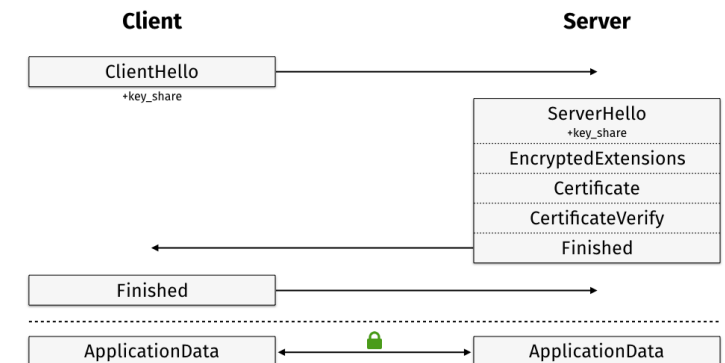 Client
Server
ClientHello
+key_share
ServerHello
+key_share
EncryptedExtensions
Certificate
CertificateVerify
Finished
Finished
ApplicationData
ApplicationData